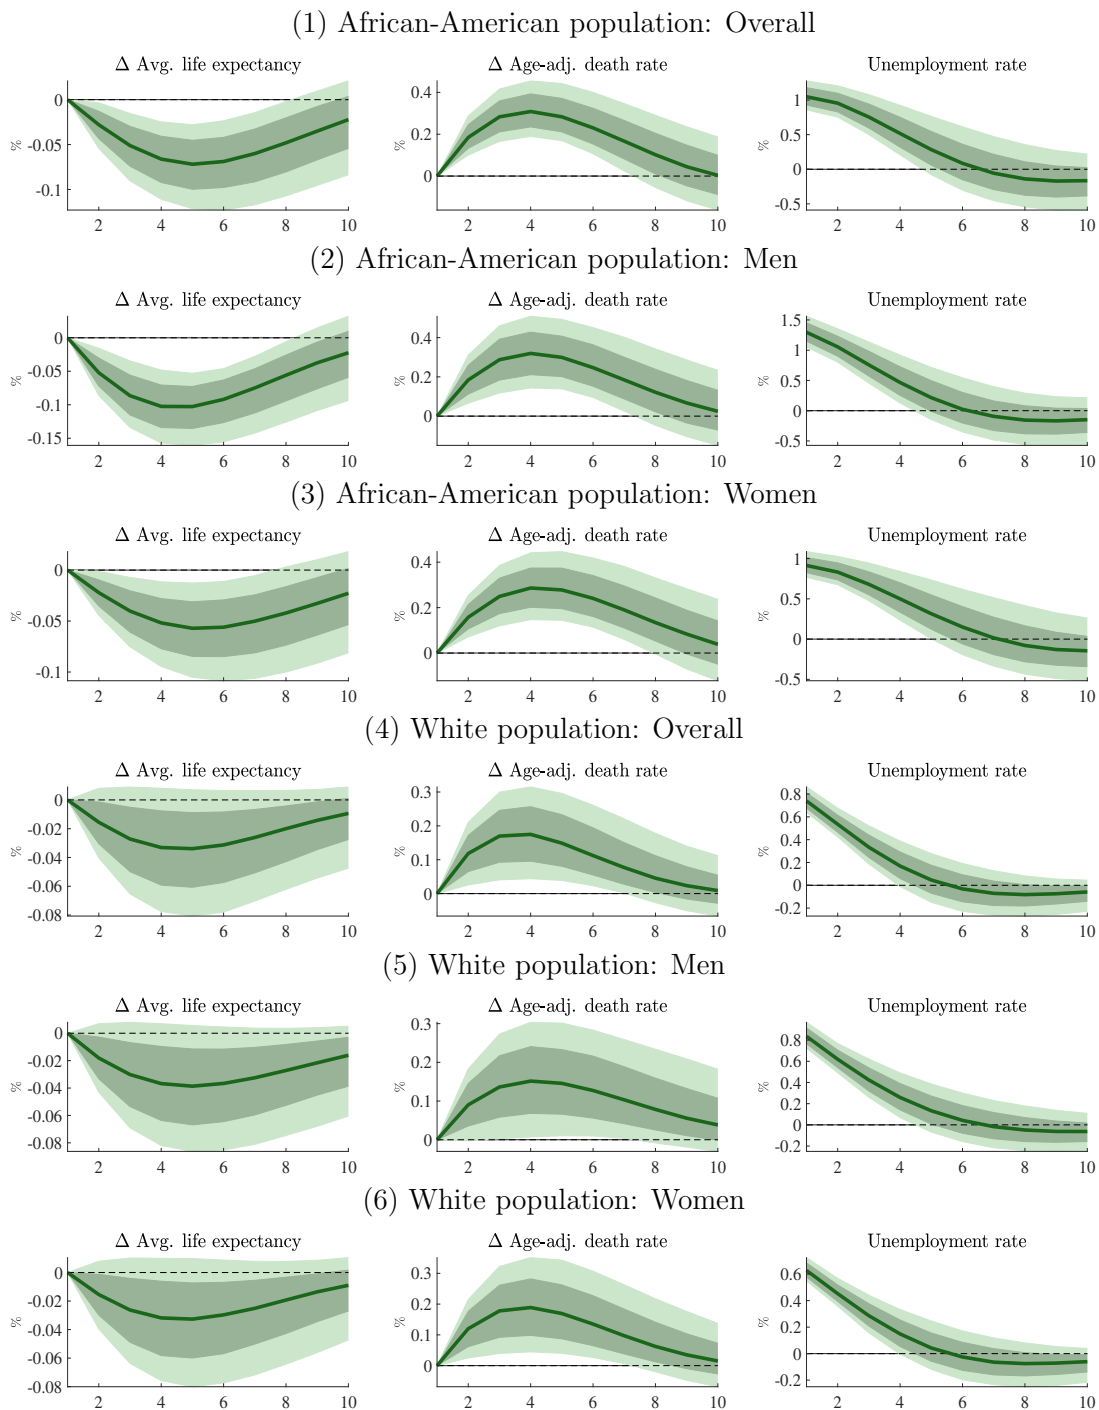 (1) African-American population: Overall
Δ Avg. life expectancy
Δ Age-adj. death rate
Unemployment rate
%
0
-0.05
-0.1
2 4 6 8 10
%
0.4
0.2
0
2 4 6 8 10
%
1
0.5
0
-0.5
2 4 6 8 10
(2) African-American population: Men
Δ Avg. life expectancy
Δ Age-adj. death rate
Unemployment rate
%
0
-0.05
-0.1
-0.15
2 4 6 8 10
%
0.4
0.2
0
2 4 6 8 10
%
1.5
1
0.5
0
-0.5
2 4 6 8 10
(3) African-American population: Women
Δ Avg. life expectancy
Δ Age-adj. death rate
Unemployment rate
%
0
-0.05
-0.1
2 4 6 8 10
%
0.4
0.2
0
2 4 6 8 10
%
1
0.5
0
-0.5
2 4 6 8 10
(4) White population: Overall
Δ Avg. life expectancy
Δ Age-adj. death rate
Unemployment rate
%
0
-0.02
-0.04
-0.06
-0.08
2 4 6 8 10
%
0.3
0.2
0.1
0
2 4 6 8 10
%
0.8
0.6
0.4
0.2
0
-0.2
2 4 6 8 10
(5) White population: Men
Δ Avg. life expectancy
Δ Age-adj. death rate
Unemployment rate
%
0
-0.02
-0.04
-0.06
-0.08
2 4 6 8 10
%
0.3
0.2
0.1
0
2 4 6 8 10
%
0.8
0.6
0.4
0.2
0
-0.2
2 4 6 8 10
(6) White population: Women
Δ Avg. life expectancy
Δ Age-adj. death rate
Unemployment rate
%
0
-0.02
-0.04
-0.06
-0.08
2 4 6 8 10
%
0.3
0.2
0.1
0
2 4 6 8 10
%
0.6
0.4
0.2
0
-0.2
2 4 6 8 10